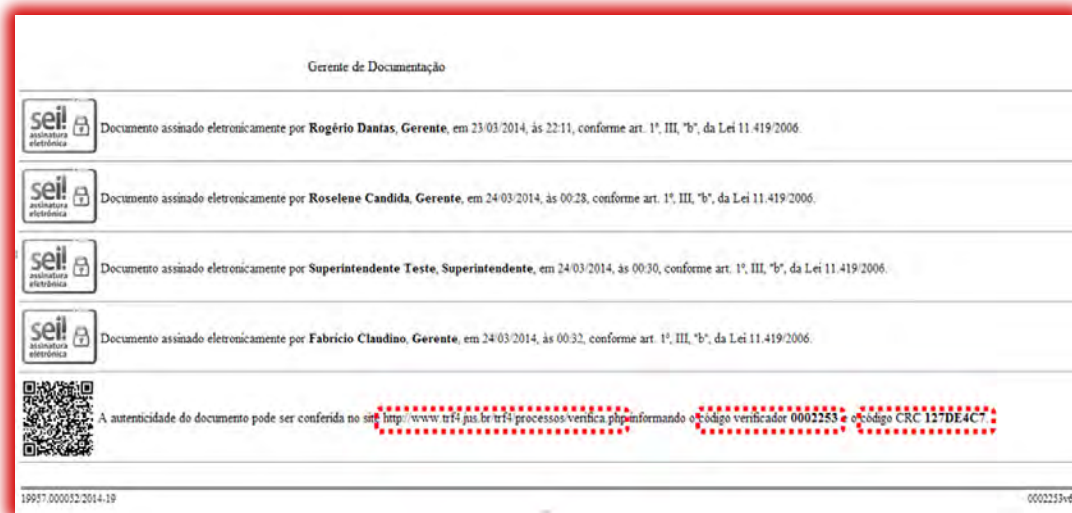 Gerente de Documentação
sei!
assinatura
eletrônica
Documento assinado eletronicamente por Rogério Dantas, Gerente, em 23/03/2014, às 22:11, conforme art. 1º, III, "b", da Lei 11.419/2006.
sei!
assinatura
eletrônica
Documento assinado eletronicamente por Roselene Candida, Gerente, em 24/03/2014, às 00:28, conforme art. 1º, III, "b", da Lei 11.419/2006.
sei!
assinatura
eletrônica
Documento assinado eletronicamente por Superintendente Teste, Superintendente, em 24/03/2014, às 00:30, conforme art. 1º, III, "b", da Lei 11.419/2006.
sei!
assinatura
eletrônica
Documento assinado eletronicamente por Fabrício Claudino, Gerente, em 24/03/2014, às 00:32, conforme art. 1º, III, "b", da Lei 11.419/2006.
A autenticidade do documento pode ser conferida no site http://www.trf4.jus.br/trf4/processos/verifica.php informando o código verificador 0002253 e o código CRC 127DE4C7.
19957.000052/2014-19 0002253v6